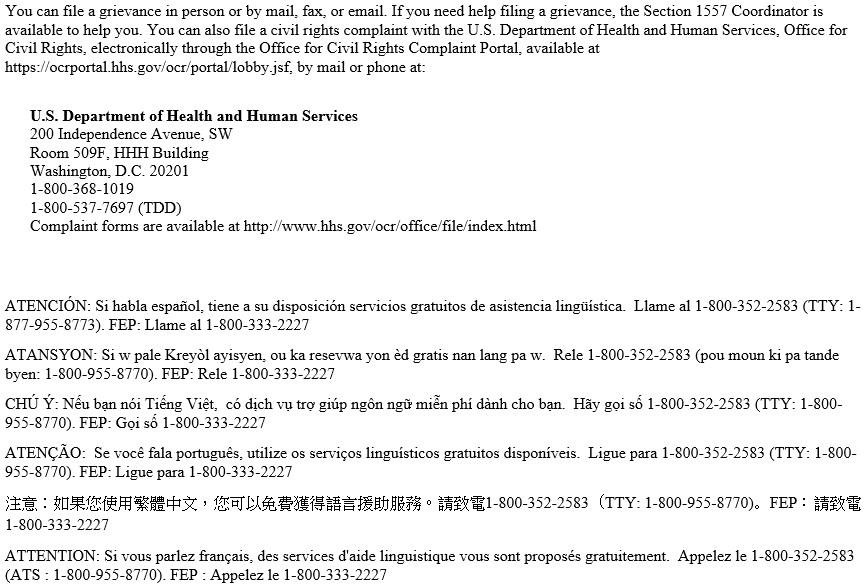 You can file a grievance in person or by mail, fax, or email. If you need help filing a grievance, the Section 1557 Coordinator is
available to help you. You can also file a civil rights complaint with the U.S. Department of Health and Human Services, Office for
Civil Rights, electronically through the Office for Civil Rights Complaint Portal, available at
https://ocrportal.hhs.gov/ocr/portal/lobby.jsf, by mail or phone at:
U.S. Department of Health and Human Services
200 Independence Avenue, SW
Room 509F, HHH Building
Washington, D.C. 20201
1-800-368-1019
1-800-537-7697 (TDD)
Complaint forms are available at http://www.hhs.gov/ocr/office/file/index.html
ATENCIÓN: Si habla español, tiene a su disposición servicios gratuitos de asistencia lingüística.  Llame al 1-800-352-2583 (TTY: 1-
877-955-8773). FEP: Llame al 1-800-333-2227
ATANSYON: Si w pale Kreyòl ayisyen, ou ka resevwa yon èd gratis nan lang pa w.  Rele 1-800-352-2583 (pou moun ki pa tande
byen: 1-800-955-8770). FEP: Rele 1-800-333-2227
CHÚ Ý: Nếu bạn nói Tiếng Việt,  có dịch vụ trợ giúp ngôn ngữ miễn phí dành cho bạn.  Hãy gọi số 1-800-352-2583 (TTY: 1-800-
955-8770). FEP: Gọi số 1-800-333-2227
ATENÇÃO:  Se você fala português, utilize os serviços linguísticos gratuitos disponíveis.  Ligue para 1-800-352-2583 (TTY: 1-800-
955-8770). FEP: Ligue para 1-800-333-2227
注意：如果您使用繁體中文，您可以免費獲得語言援助服務。請致電1-800-352-2583（TTY: 1-800-955-8770)。FEP：請致電
1-800-333-2227
ATTENTION: Si vous parlez français, des services d'aide linguistique vous sont proposés gratuitement.  Appelez le 1-800-352-2583
(ATS : 1-800-955-8770). FEP : Appelez le 1-800-333-2227